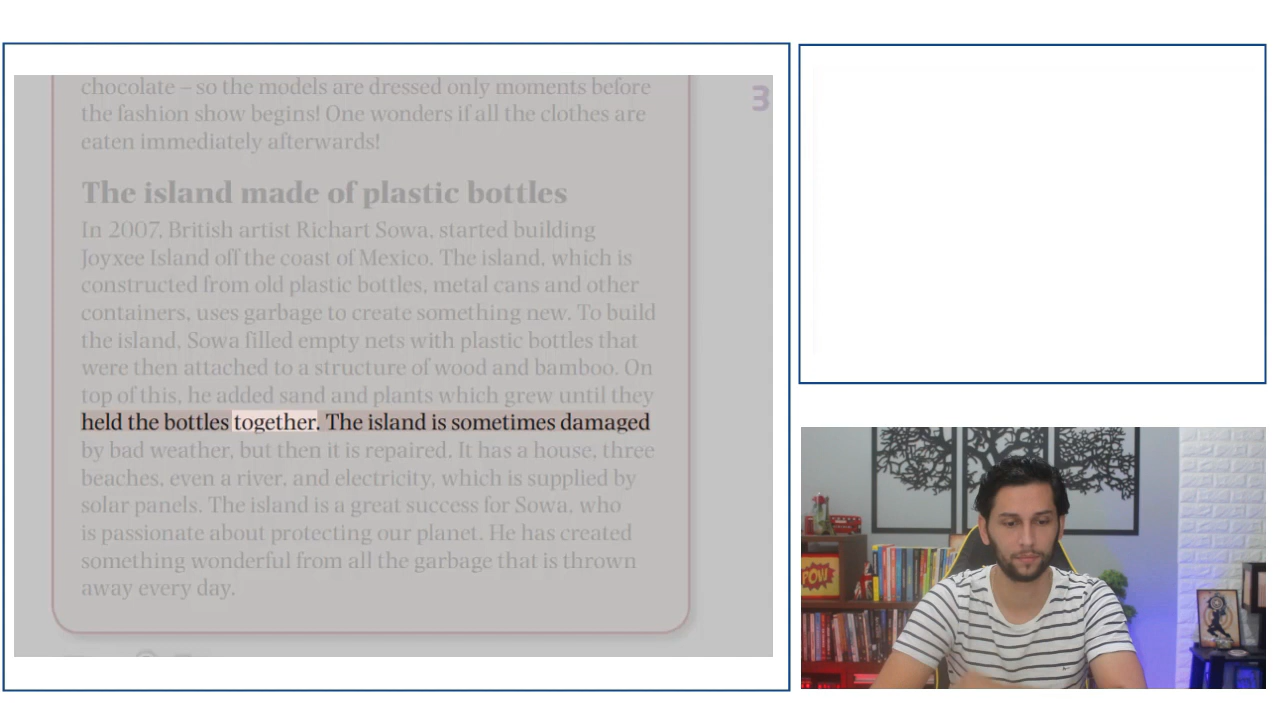 chocolate – so the models are dressed only moments before
the fashion show begins! One wonders if all the clothes are
eaten immediately afterwards!
3
The island made of plastic bottles
In 2007, British artist Richart Sowa, started building
Joyxee Island off the coast of Mexico. The island, which is
constructed from old plastic bottles, metal cans and other
containers, uses garbage to create something new. To build
the island, Sowa filled empty nets with plastic bottles that
were then attached to a structure of wood and bamboo. On
top of this, he added sand and plants which grew until they
held the bottles together. The island is sometimes damaged
by bad weather, but then it is repaired. It has a house, three
beaches, even a river, and electricity, which is supplied by
solar panels. The island is a great success for Sowa, who
is passionate about protecting our planet. He has created
something wonderful from all the garbage that is thrown
away every day.
POW